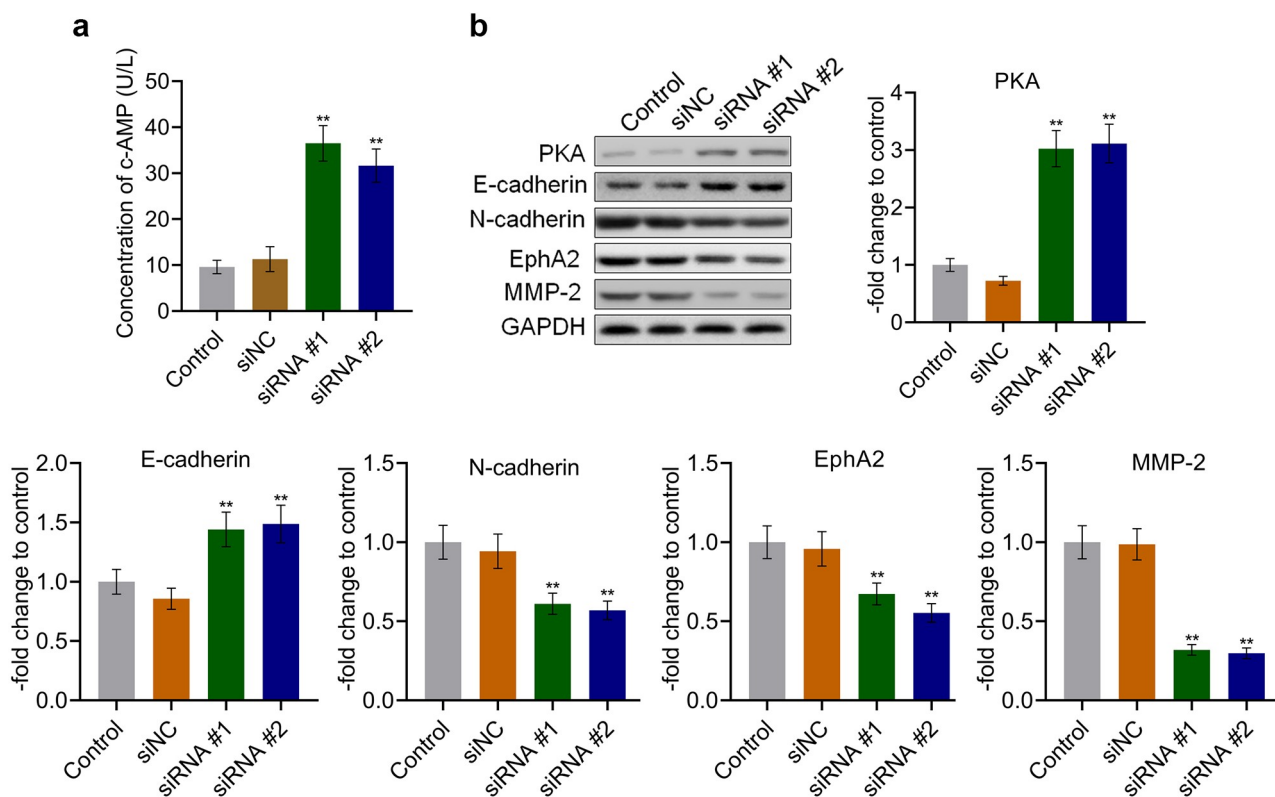 a
Concentration of c-AMP (U/L)
50
40
30
20
10
0
**
**
Control
siNC
siRNA #1
siRNA #2
b
Control
siNC
siRNA #1
siRNA #2
PKA
E-cadherin
N-cadherin
EphA2
MMP-2
GAPDH
PKA
-fold change to control
4
3
2
1
0
**
**
Control
siNC
siRNA #1
siRNA #2
E-cadherin
-fold change to control
2.0
1.5
1.0
0.5
0.0
**
**
Control
siNC
siRNA #1
siRNA #2
N-cadherin
-fold change to control
1.5
1.0
0.5
0.0
**
**
Control
siNC
siRNA #1
siRNA #2
EphA2
-fold change to control
1.5
1.0
0.5
0.0
**
**
Control
siNC
siRNA #1
siRNA #2
MMP-2
-fold change to control
1.5
1.0
0.5
0.0
**
**
Control
siNC
siRNA #1
siRNA #2